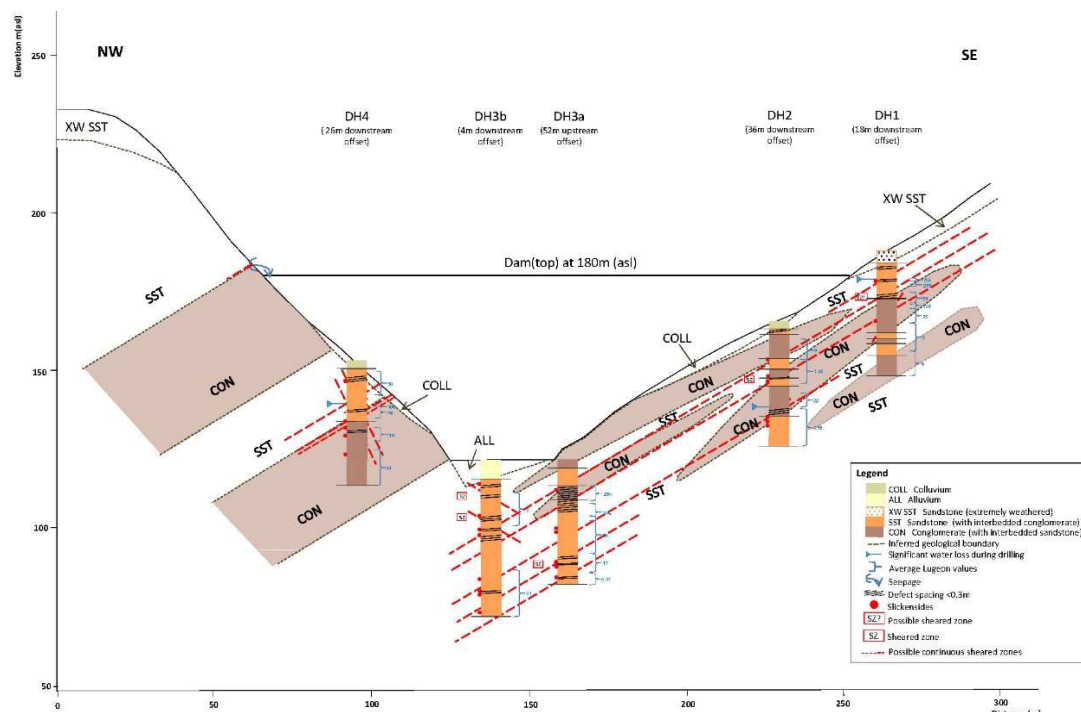 Elevation m(asl)
NW
SE
250
200
150
100
50
0
50
100
150
200
250
300
DH4
( 26m downstream
offset)
DH3b
(4m downstream
offset)
DH3a
(52m upstream
offset)
DH2
(36m downstream
offset)
DH1
(18m downstream
offset)
XW SST
XW SST
Dam(top) at 180m (asl)
SST
CON
SST
CON
COLL
ALL
COLL
CON
SST
CON
SST
CON
SST
CON
SST
CON
SST
CON
SST
SZ
SZ
SZ
SZ
Legend
COLL Colluvium
ALL Alluvium
XW SST Sandstone (extremely weathered)
SST Sandstone (with interbedded conglomerate)
CON Conglomerate (with interbedded sandstone)
Inferred geological boundary
Significant water loss during drilling
Average Lugeon values
Seepage
Defect spacing <0.3m
Slickensides
SZ? Possible sheared zone
SZ Sheared zone
Possible continuous sheared zones